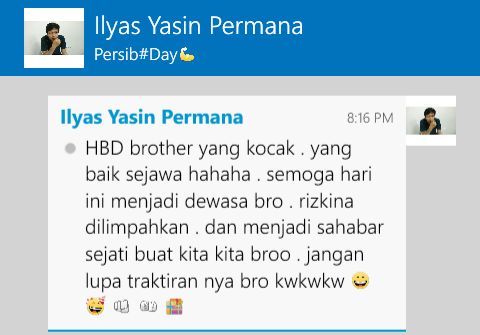 Ilyas Yasin Permana
Persib#Day💪
Ilyas Yasin Permana 8:16 PM
HBD brother yang kocak . yang
baik sejawa hahaha . semoga hari
ini menjadi dewasa bro . rizkina
dilimpahkan . dan menjadi sahabar
sejati buat kita kita broo . jangan
lupa traktiran nya bro kwkwkw 😀